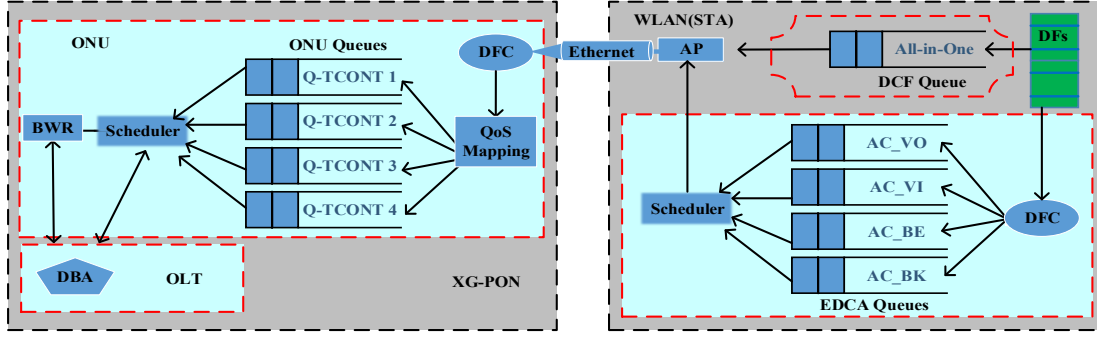 ONU
ONU Queues
DFC
Q-TCONT 1
Q-TCONT 2
Q-TCONT 3
Q-TCONT 4
BWR
Scheduler
QoS
Mapping
DBA
OLT
XG-PON
Ethernet
WLAN(STA)
AP
All-in-One
DCF Queue
DFs
AC_VO
AC_VI
AC_BE
AC_BK
Scheduler
DFC
EDCA Queues